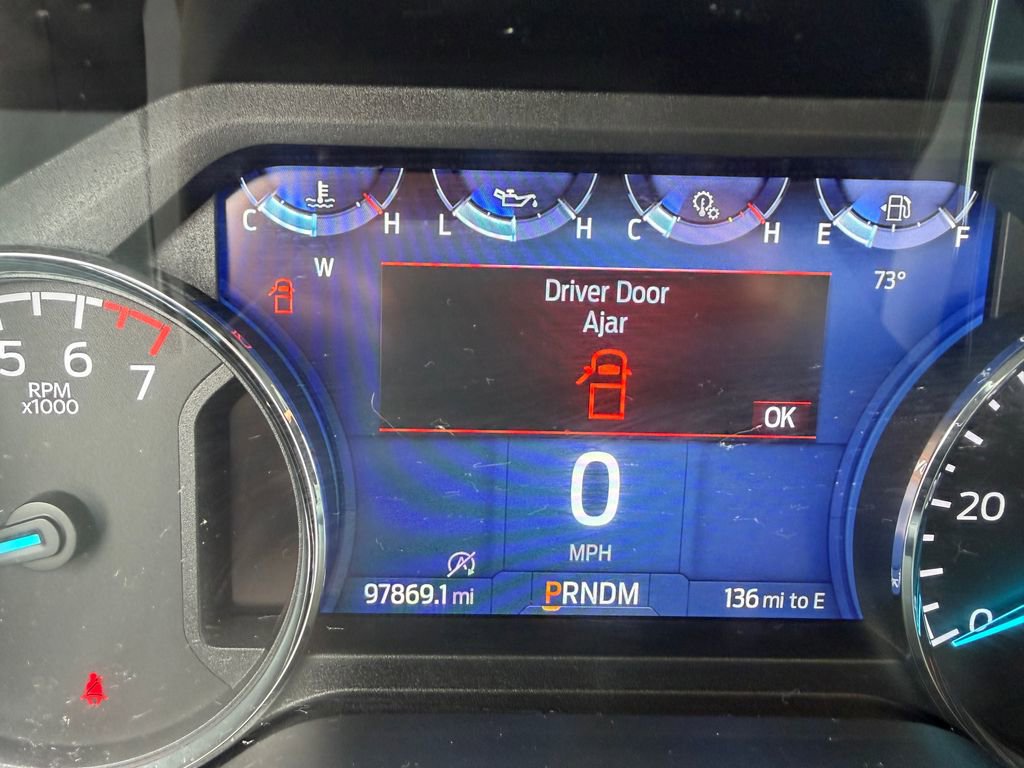 C H L H C H E F
W
73°
Driver Door
Ajar
OK
5 6 7
RPM
x1000
0
MPH
20
0
97869.1 mi
PRNDM
136 mi to E